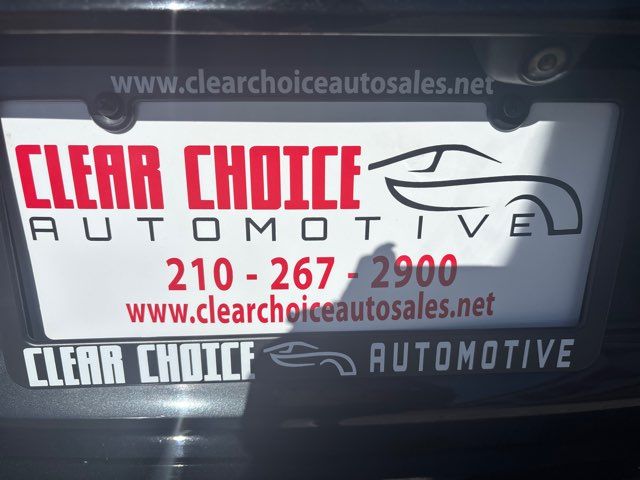 www.clearchoiceautosales.net
CLEAR CHOICE
AUTOMOTIVE
210 - 267 - 2900
www.clearchoiceautosales.net
CLEAR CHOICE AUTOMOTIVE